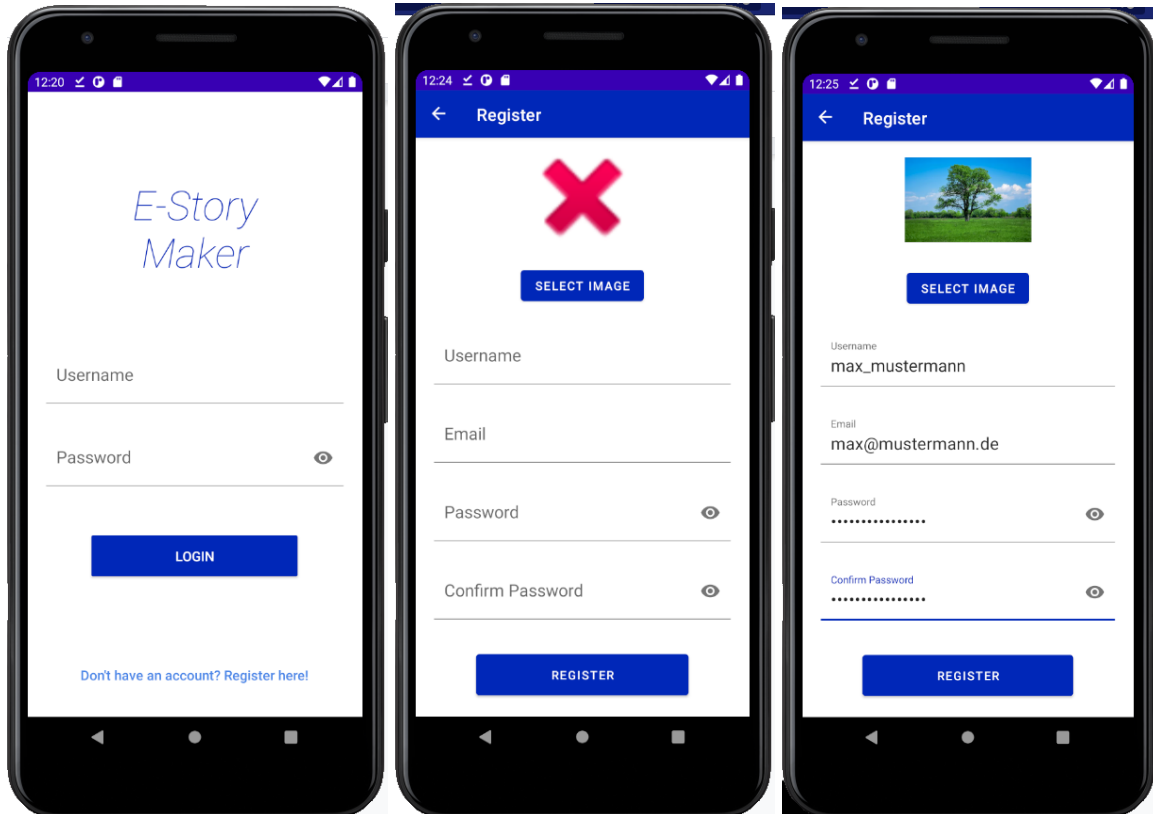 12:20
E-Story
Maker
Username
Password
LOGIN
Don't have an account? Register here!
12:24
Register
SELECT IMAGE
Username
Email
Password
Confirm Password
REGISTER
12:25
Register
SELECT IMAGE
Username
max_mustermann
Email
max@mustermann.de
Password
••••••••••••••••
Confirm Password
••••••••••••••••
REGISTER